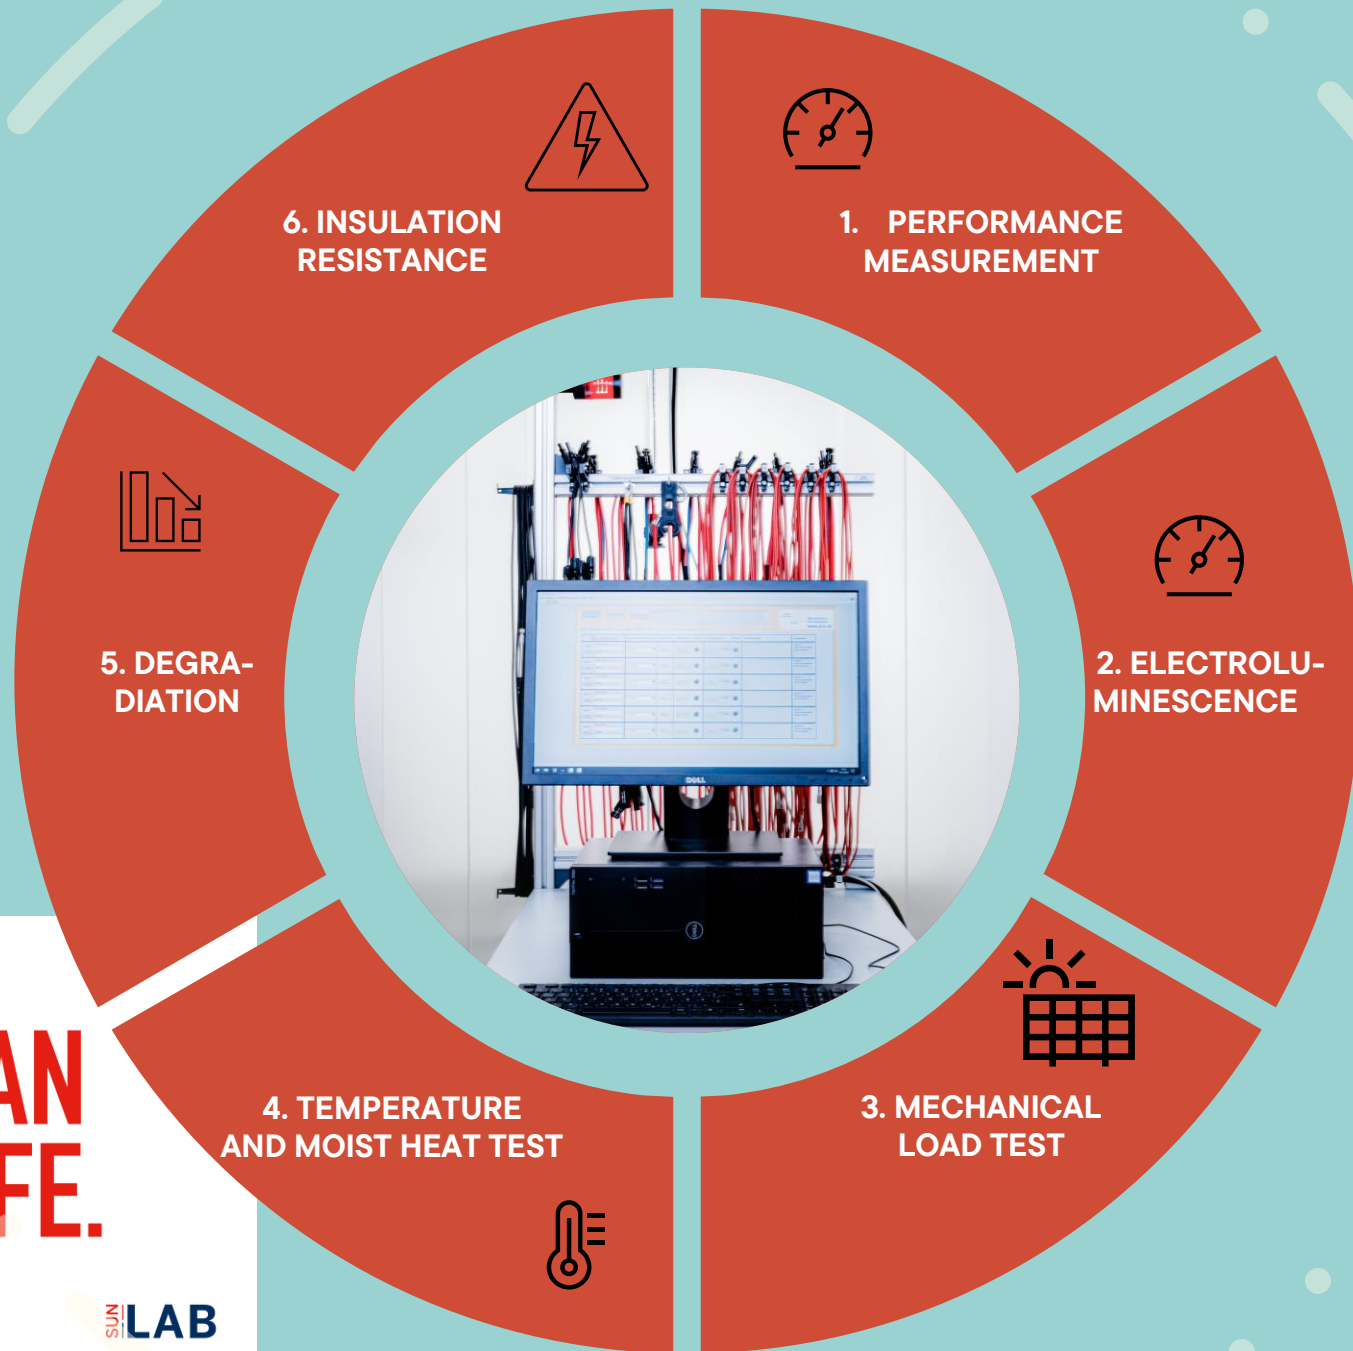 6. INSULATION
RESISTANCE
1. PERFORMANCE
MEASUREMENT
5. DEGRA-
DIATION
2. ELECTROLU-
MINESCENCE
4. TEMPERATURE
AND MOIST HEAT TEST
3. MECHANICAL
LOAD TEST
DELL
AN
FE.
SUN LAB